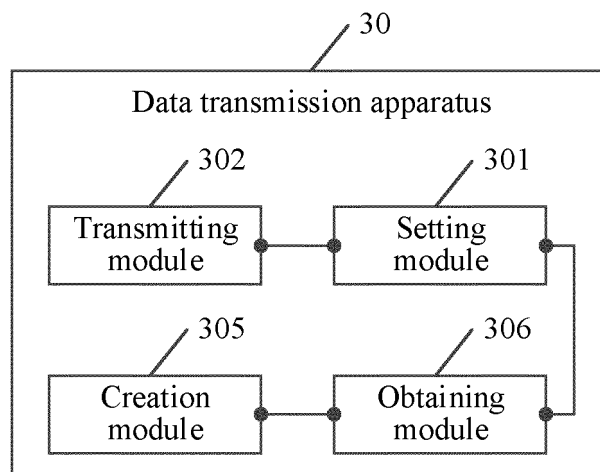 30
Data transmission apparatus
302
301
Transmitting
module
Setting
module
305
306
Creation
module
Obtaining
module